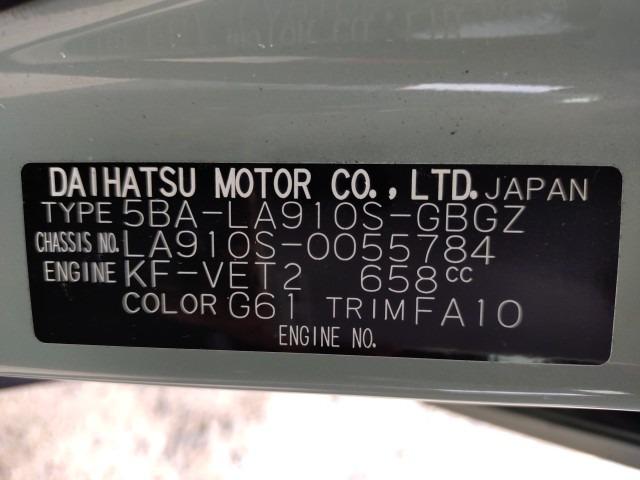 DAIHATSU MOTOR CO., LTD. JAPAN
TYPE 5BA-LA910S-GBGZ
CHASSIS NO. LA910S-0055784
ENGINE KF-VET2 658cc
COLOR G61 TRIM FA10
ENGINE NO.